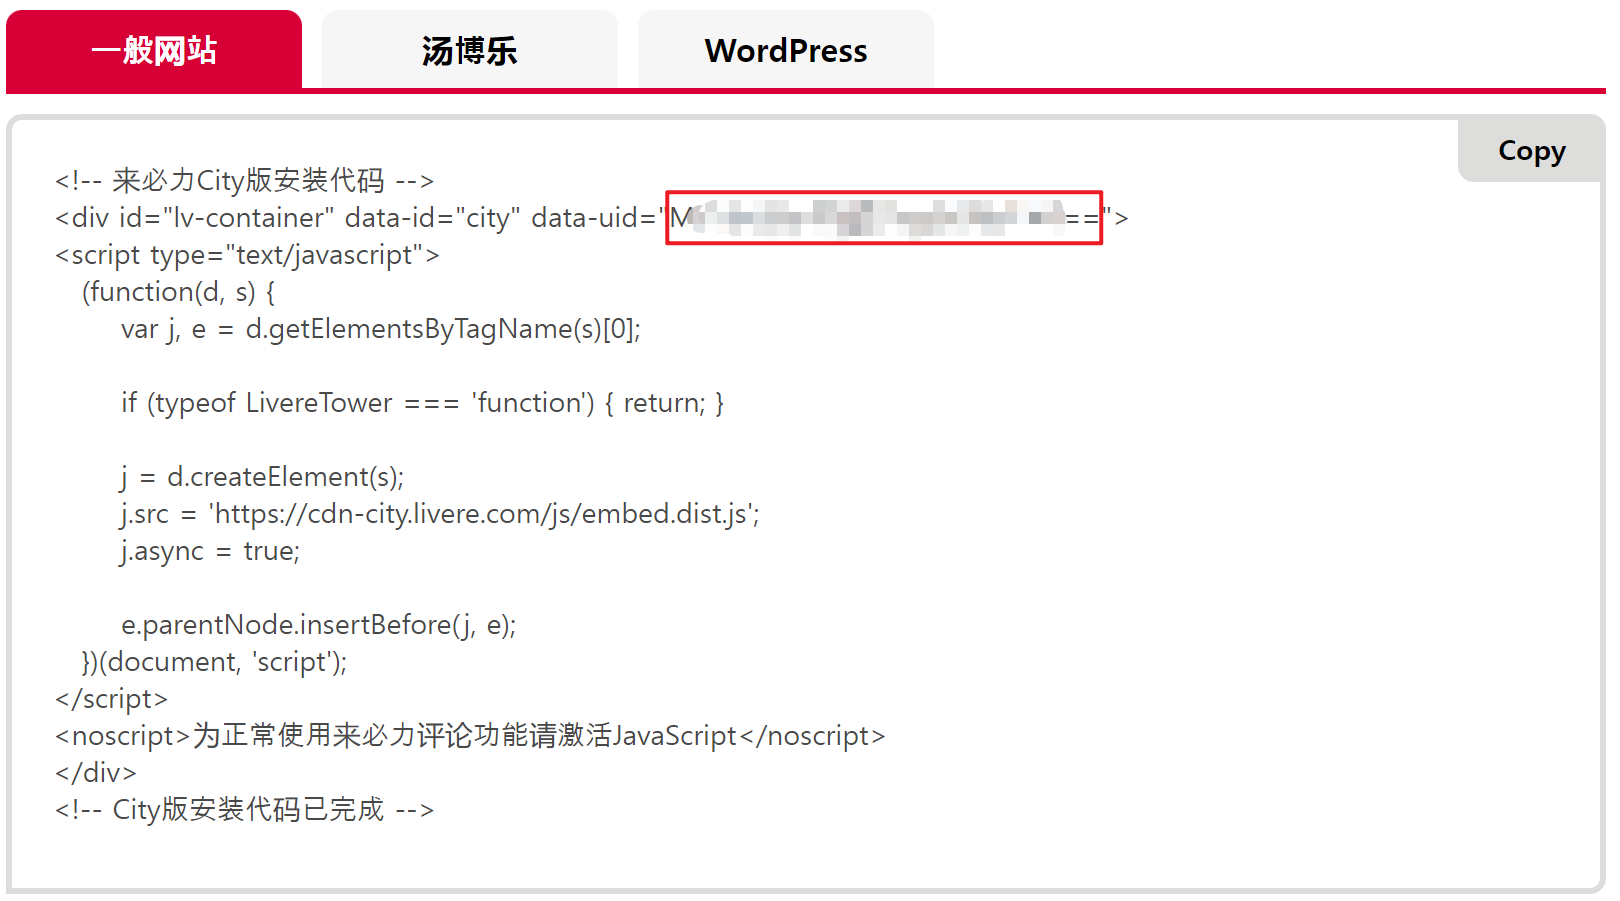 一般网站
汤博乐
WordPress
Copy
<!-- 来必力City版安装代码 -->
<div id="lv-container" data-id="city" data-uid="M ==">
<script type="text/javascript">
(function(d, s) {
var j, e = d.getElementsByTagName(s)[0];
if (typeof LivereTower === 'function') { return; }
j = d.createElement(s);
j.src = 'https://cdn-city.livere.com/js/embed.dist.js';
j.async = true;
e.parentNode.insertBefore(j, e);
})(document, 'script');
</script>
<noscript>为正常使用来必力评论功能请激活JavaScript</noscript>
</div>
<!-- City版安装代码已完成 -->